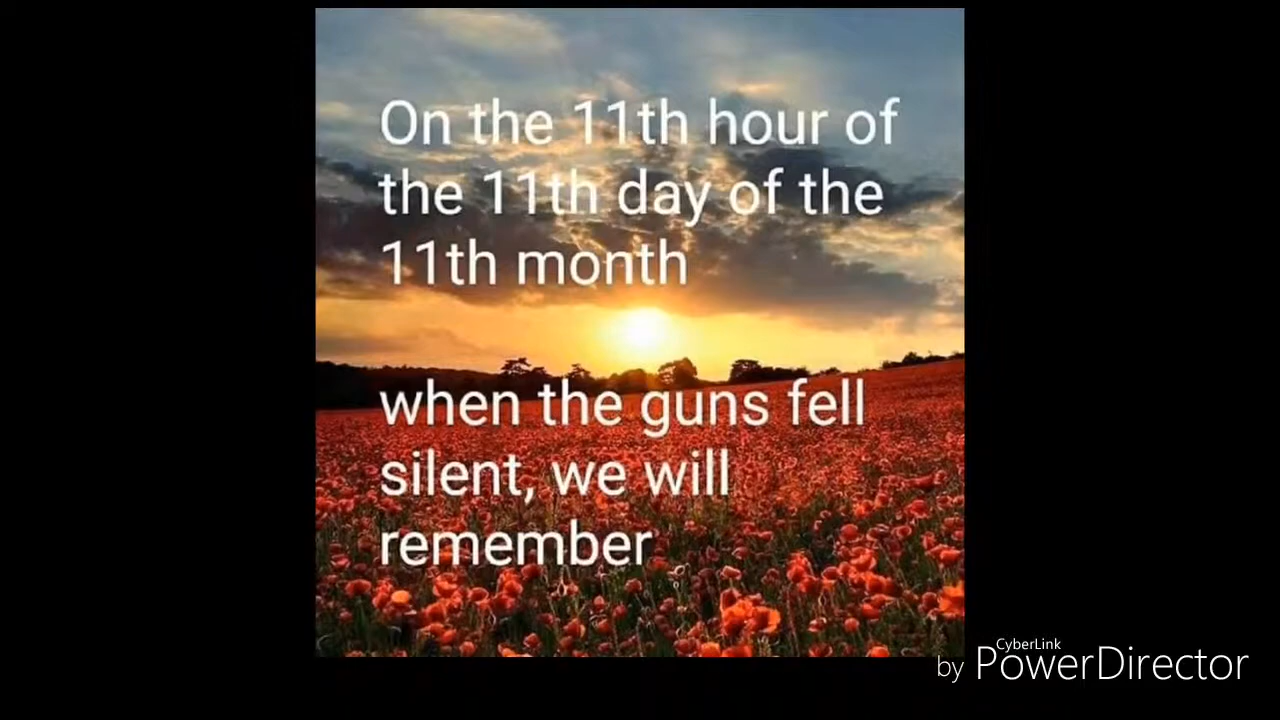 On the 11th hour of
the 11th day of the
11th month
when the guns fell
silent, we will
remember
CyberLink
by PowerDirector